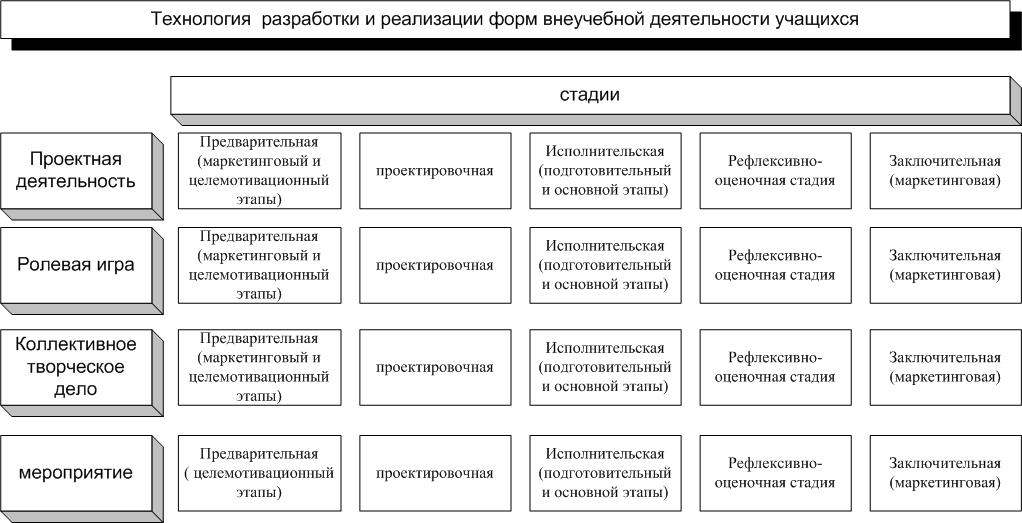 Технология разработки и реализации форм внеучебной деятельности учащихся
стадии
Проектная
деятельность
Предварительная
(маркетинговый и
целемотивационный
этапы)
проектировочная
Исполнительская
(подготовительный
и основной этапы)
Рефлексивно-
оценочная стадия
Заключительная
(маркетинговая)
Ролевая игра
Предварительная
(маркетинговый и
целемотивационный
этапы)
проектировочная
Исполнительская
(подготовительный
и основной этапы)
Рефлексивно-
оценочная стадия
Заключительная
(маркетинговая)
Коллективное
творческое
дело
Предварительная
(маркетинговый и
целемотивационный
этапы)
проектировочная
Исполнительская
(подготовительный
и основной этапы)
Рефлексивно-
оценочная стадия
Заключительная
(маркетинговая)
мероприятие
Предварительная
( целемотивационный
этапы)
проектировочная
Исполнительская
(подготовительный
и основной этапы)
Рефлексивно-
оценочная стадия
Заключительная
(маркетинговая)